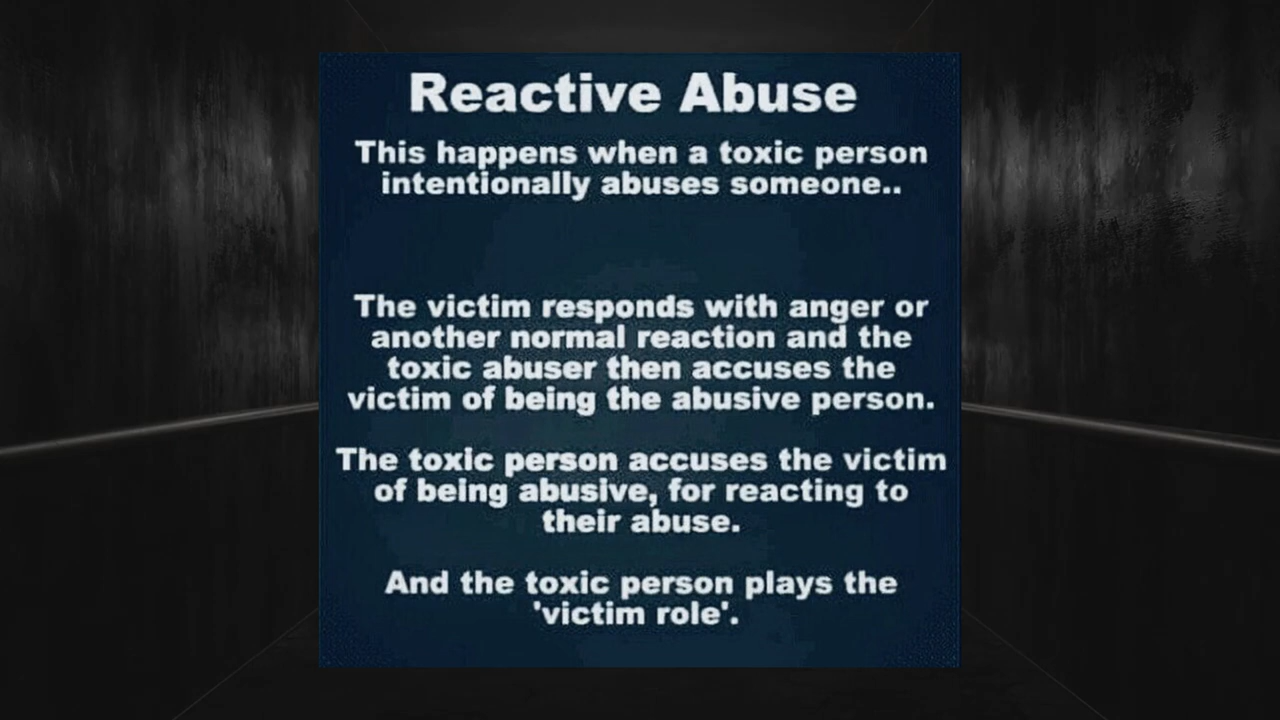 Reactive Abuse
This happens when a toxic person
intentionally abuses someone..
The victim responds with anger or
another normal reaction and the
toxic abuser then accuses the
victim of being the abusive person.
The toxic person accuses the victim
of being abusive, for reacting to
their abuse.
And the toxic person plays the
'victim role'.